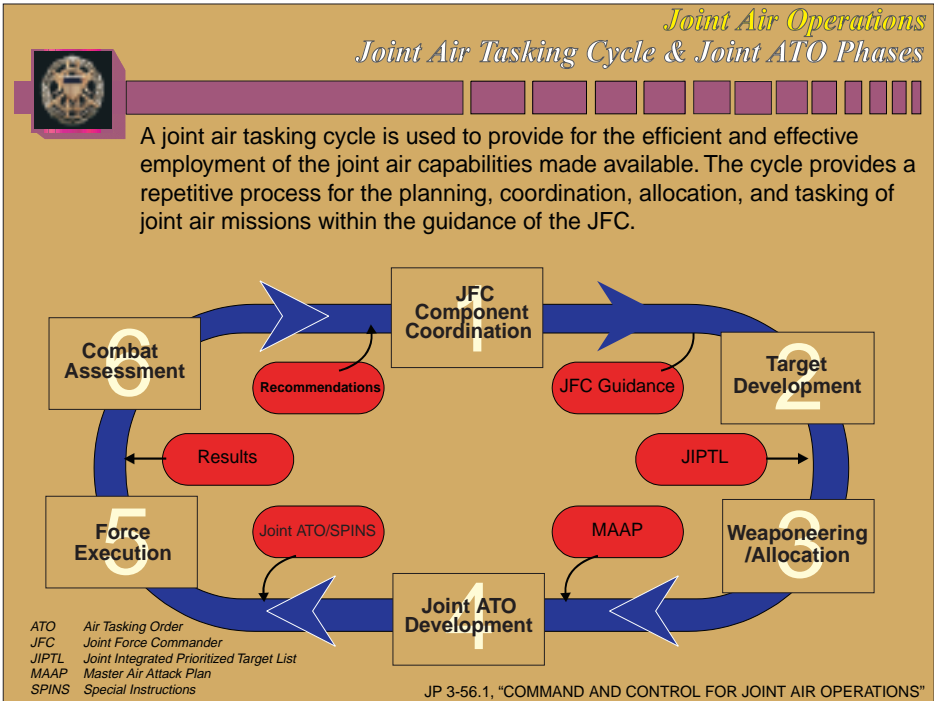 Joint Air Operations
Joint Air Tasking Cycle & Joint ATO Phases
A joint air tasking cycle is used to provide for the efficient and effective
employment of the joint air capabilities made available. The cycle provides a
repetitive process for the planning, coordination, allocation, and tasking of
joint air missions within the guidance of the JFC.
1
JFC
Component
Coordination
JFC Guidance
2
Target
Development
JIPTL
3
Weaponeering
/Allocation
MAAP
4
Joint ATO
Development
Joint ATO/SPINS
5
Force
Execution
Results
6
Combat
Assessment
Recommendations
ATO Air Tasking Order
JFC Joint Force Commander
JIPTL Joint Integrated Prioritized Target List
MAAP Master Air Attack Plan
SPINS Special Instructions
JP 3-56.1, “COMMAND AND CONTROL FOR JOINT AIR OPERATIONS”